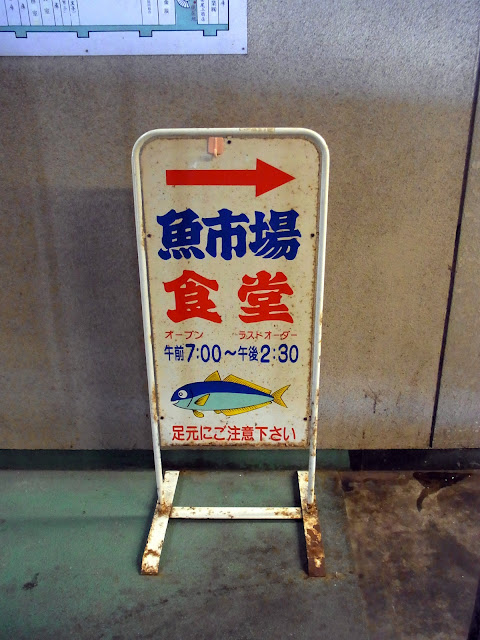 魚市場
食堂
オープン ラストオーダー
午前7:00～午後2:30
足元にご注意下さい